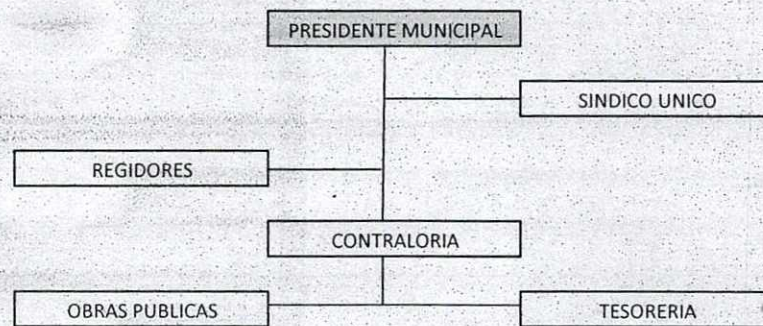 PRESIDENTE MUNICIPAL
SINDICO UNICO
REGIDORES
CONTRALORIA
OBRAS PUBLICAS
TESORERIA